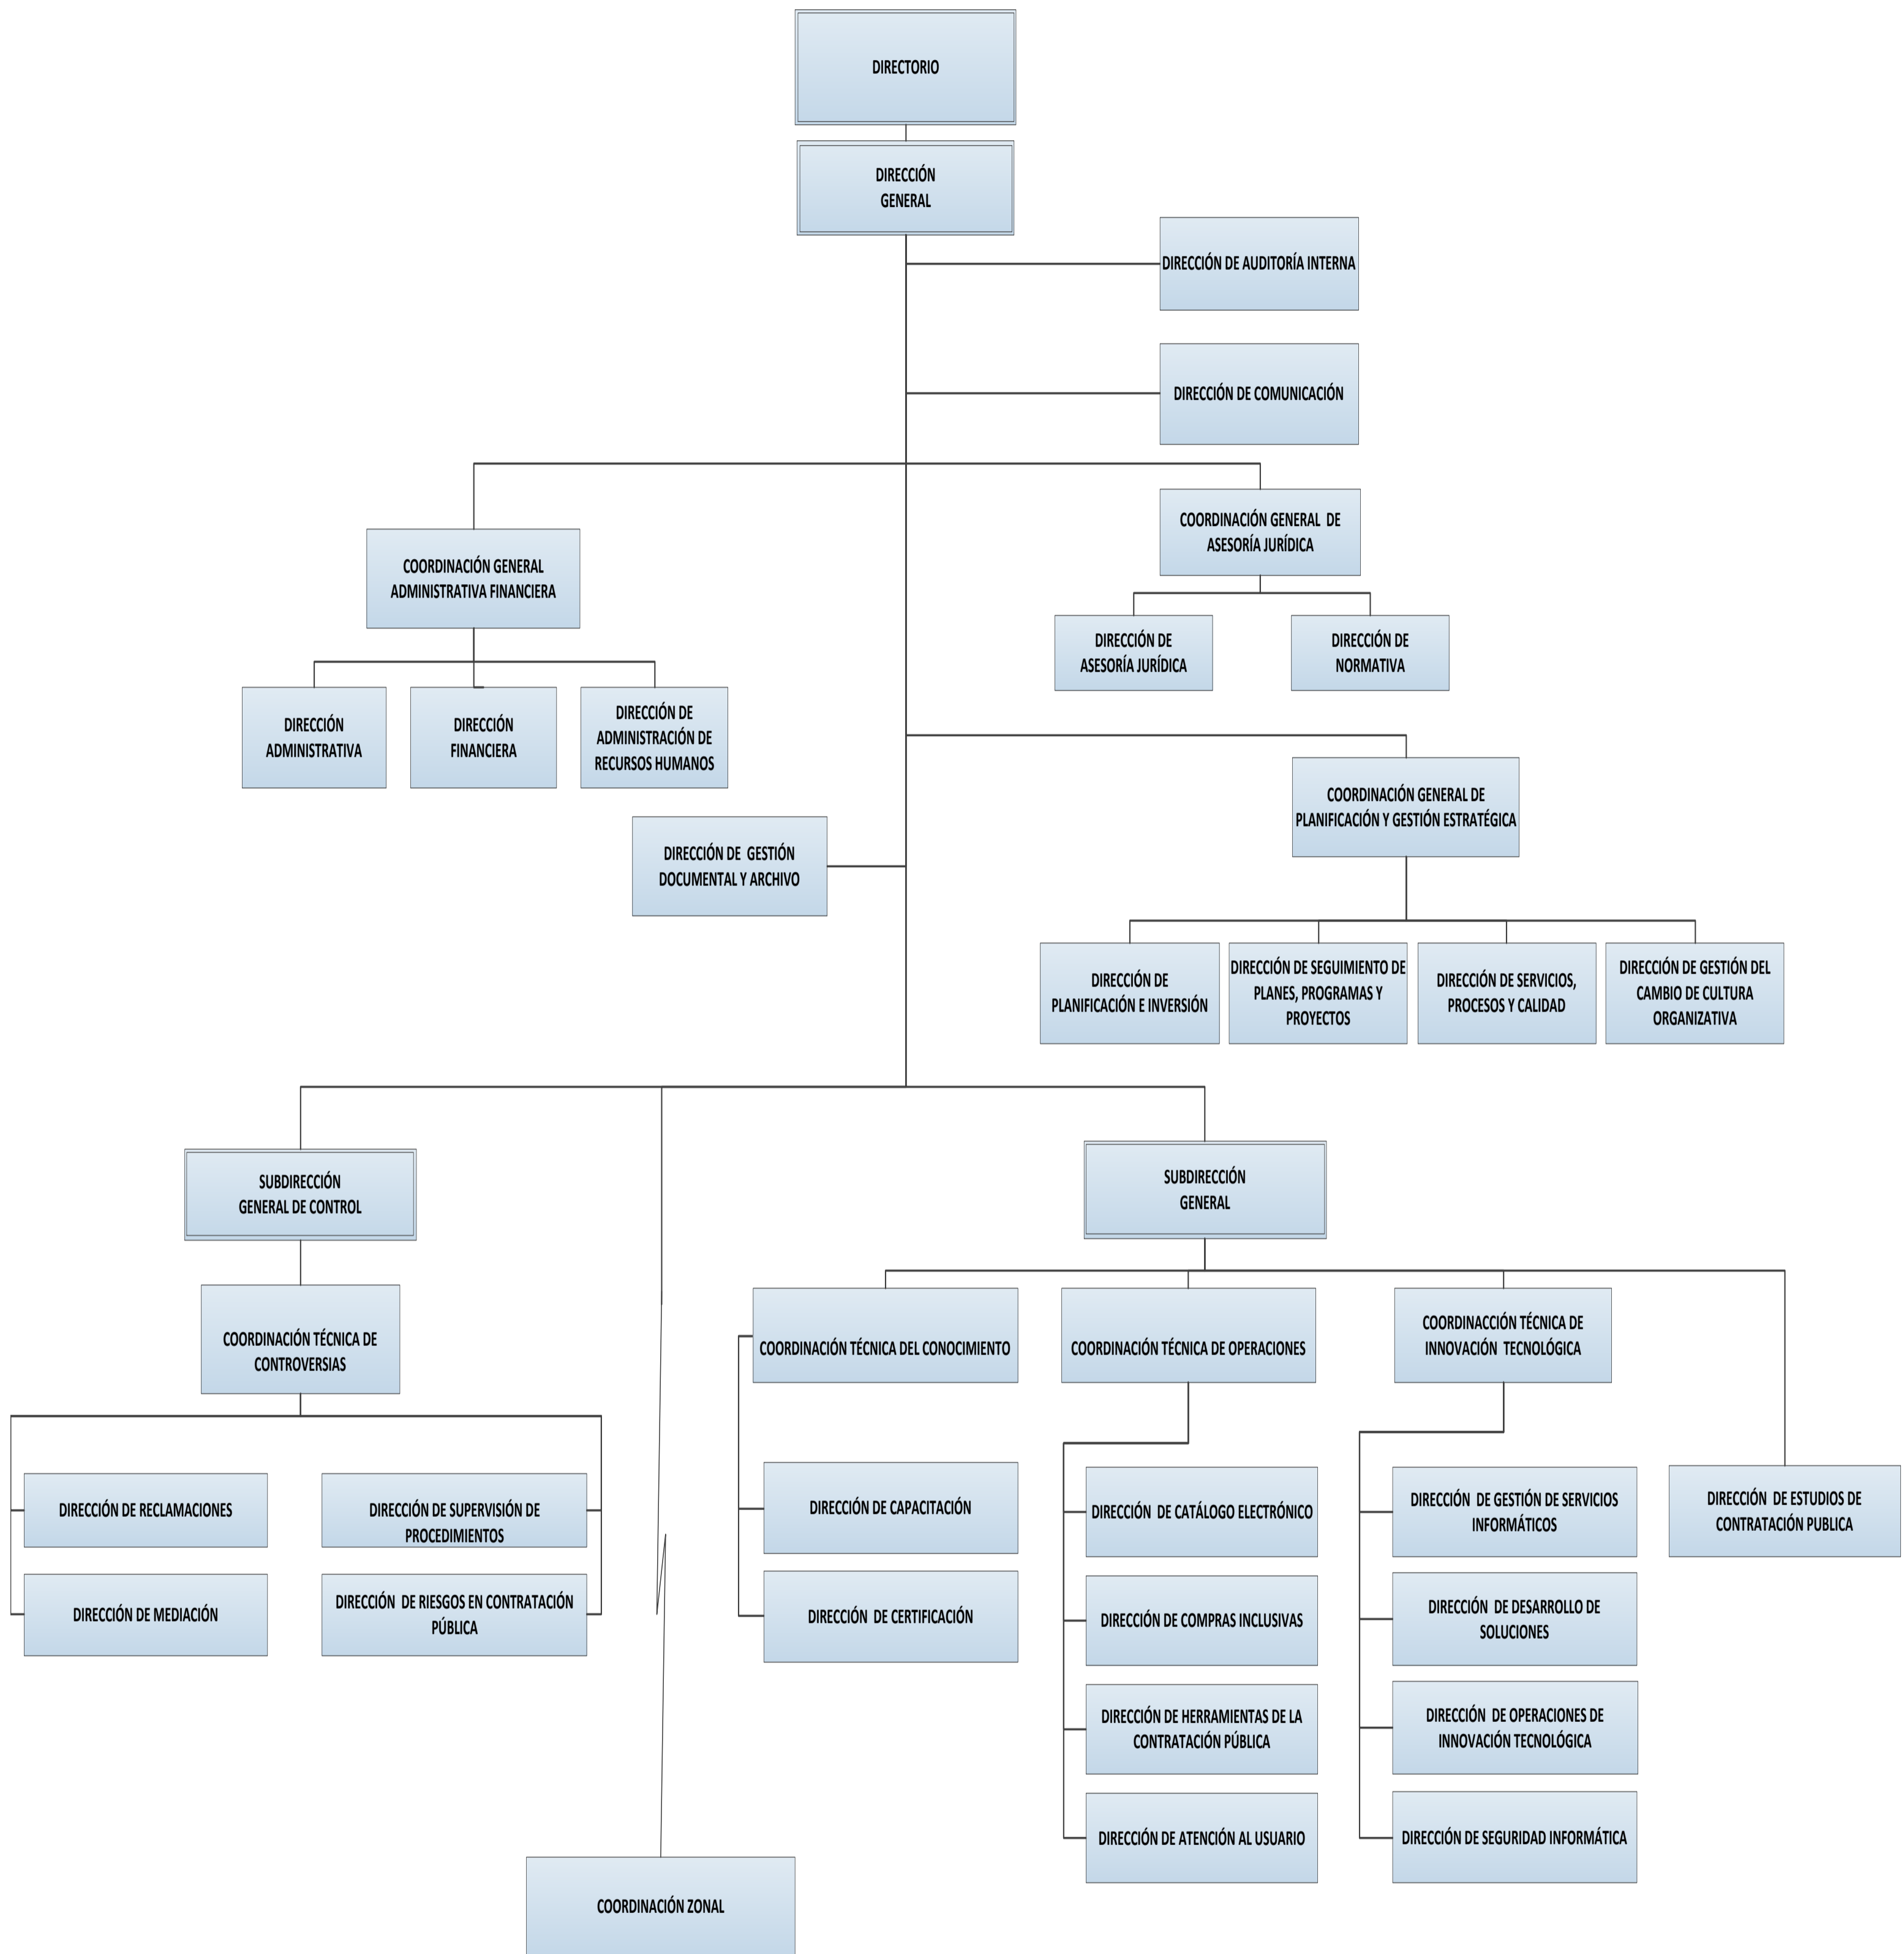 DIRECTORIO
DIRECCIÓN
GENERAL
DIRECCIÓN DE AUDITORÍA INTERNA
DIRECCIÓN DE COMUNICACIÓN
COORDINACIÓN GENERAL DE
ASESORÍA JURÍDICA
COORDINACIÓN GENERAL
ADMINISTRATIVA FINANCIERA
DIRECCIÓN DE
ASESORÍA JURÍDICA
DIRECCIÓN DE
NORMATIVA
DIRECCIÓN
ADMINISTRATIVA
DIRECCIÓN
FINANCIERA
DIRECCIÓN DE
ADMINISTRACIÓN DE
RECURSOS HUMANOS
COORDINACIÓN GENERAL DE
PLANIFICACIÓN Y GESTIÓN ESTRATÉGICA
DIRECCIÓN DE GESTIÓN
DOCUMENTAL Y ARCHIVO
DIRECCIÓN DE
PLANIFICACIÓN E INVERSIÓN
DIRECCIÓN DE SEGUIMIENTO DE
PLANES, PROGRAMAS Y
PROYECTOS
DIRECCIÓN DE SERVICIOS,
PROCESOS Y CALIDAD
DIRECCIÓN DE GESTIÓN DEL
CAMBIO DE CULTURA
ORGANIZATIVA
SUBDIRECCIÓN
GENERAL DE CONTROL
SUBDIRECCIÓN
GENERAL
COORDINACIÓN TÉCNICA DE
CONTROVERSIAS
COORDINACIÓN TÉCNICA DEL CONOCIMIENTO
COORDINACIÓN TÉCNICA DE OPERACIONES
COORDINACCIÓN TÉCNICA DE
INNOVACIÓN TECNOLÓGICA
DIRECCIÓN DE RECLAMACIONES
DIRECCIÓN DE SUPERVISIÓN DE
PROCEDIMIENTOS
DIRECCIÓN DE MEDIACIÓN
DIRECCIÓN DE RIESGOS EN CONTRATACIÓN
PÚBLICA
DIRECCIÓN DE CAPACITACIÓN
DIRECCIÓN DE CERTIFICACIÓN
DIRECCIÓN DE CATÁLOGO ELECTRÓNICO
DIRECCIÓN DE COMPRAS INCLUSIVAS
DIRECCIÓN DE HERRAMIENTAS DE LA
CONTRATACIÓN PÚBLICA
DIRECCIÓN DE ATENCIÓN AL USUARIO
DIRECCIÓN DE GESTIÓN DE SERVICIOS
INFORMÁTICOS
DIRECCIÓN DE DESARROLLO DE
SOLUCIONES
DIRECCIÓN DE OPERACIONES DE
INNOVACIÓN TECNOLÓGICA
DIRECCIÓN DE SEGURIDAD INFORMÁTICA
DIRECCIÓN DE ESTUDIOS DE
CONTRATACIÓN PUBLICA
COORDINACIÓN ZONAL